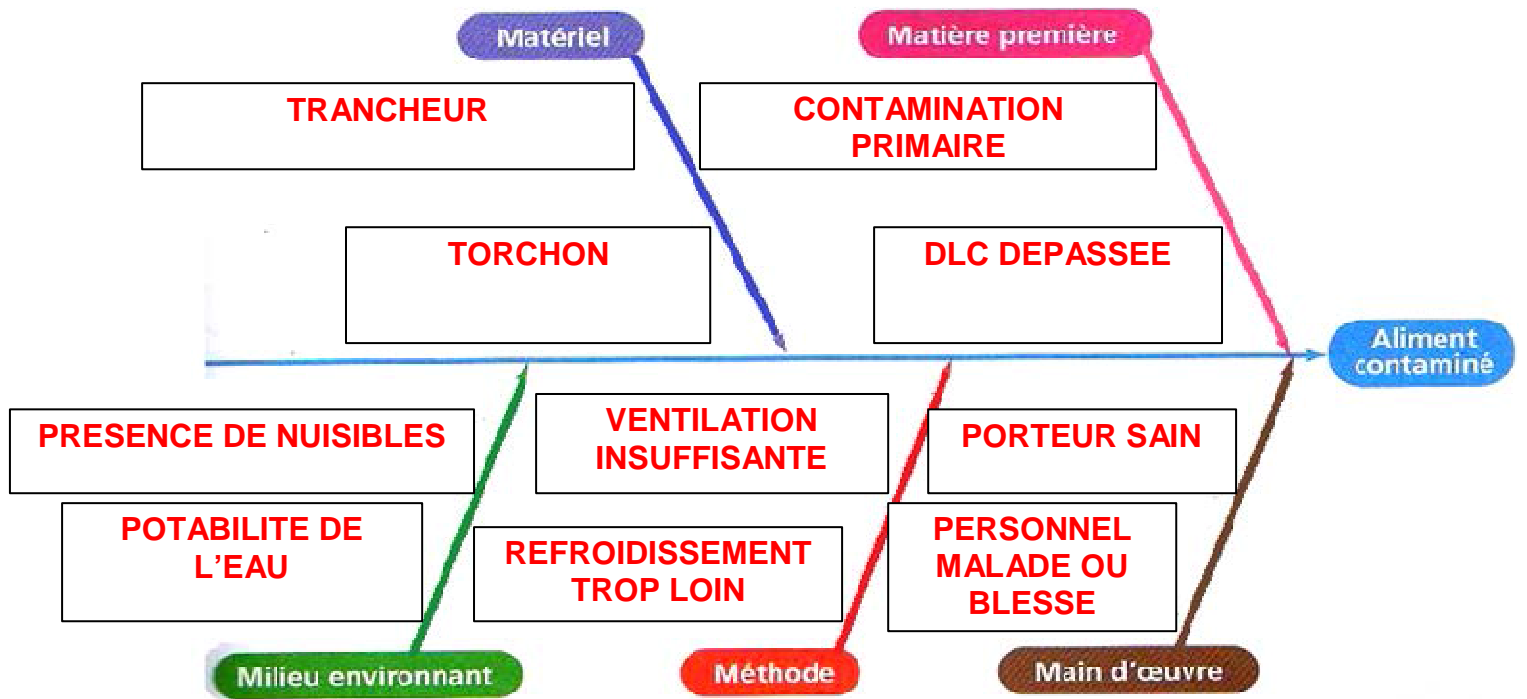 Matériel
Matière première
TRANCHEUR
CONTAMINATION
PRIMAIRE
TORCHON
DLC DEPASSEE
Aliment
contaminé
PRESENCE DE NUISIBLES
VENTILATION
INSUFFISANTE
PORTEUR SAIN
POTABILITE DE
L’EAU
REFROIDISSEMENT
TROP LOIN
PERSONNEL
MALADE OU
BLESSE
Milieu environnant
Méthode
Main d’œuvre